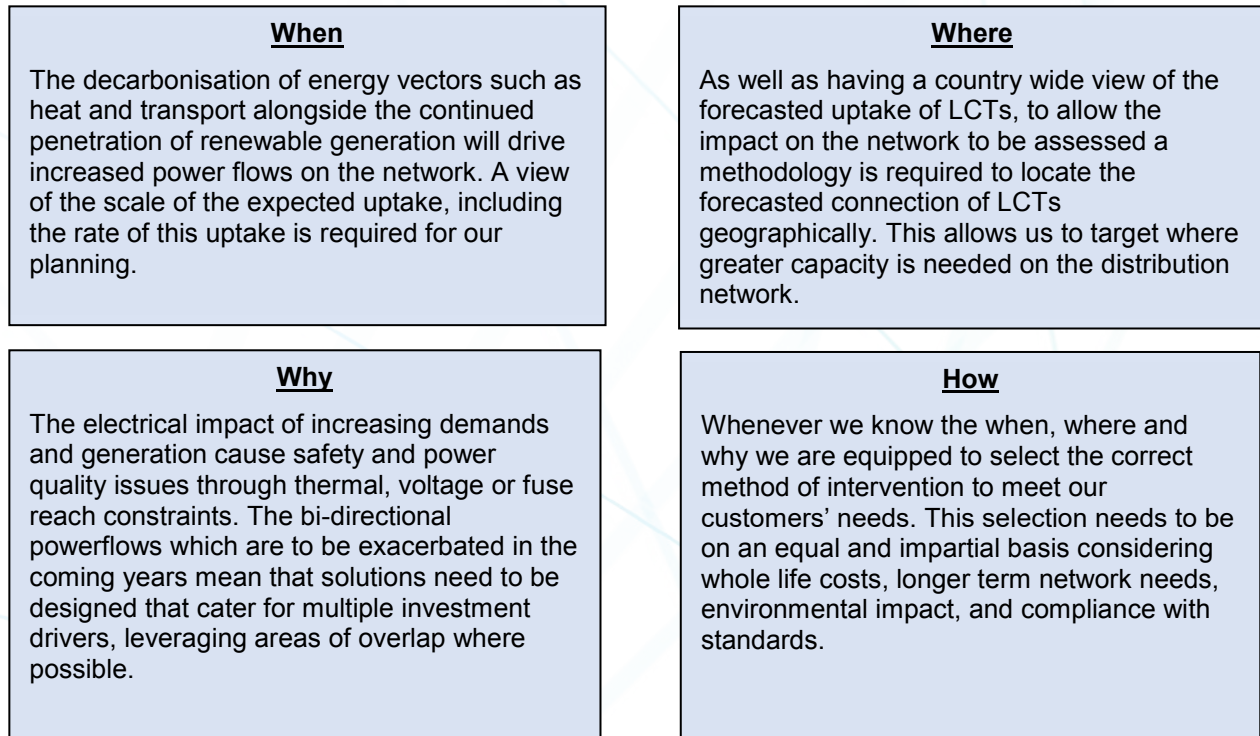 When
The decarbonisation of energy vectors such as
heat and transport alongside the continued
penetration of renewable generation will drive
increased power flows on the network. A view
of the scale of the expected uptake, including
the rate of this uptake is required for our
planning.
Where
As well as having a country wide view of the
forecasted uptake of LCTs, to allow the
impact on the network to be assessed a
methodology is required to locate the
forecasted connection of LCTs
geographically. This allows us to target where
greater capacity is needed on the distribution
network.
Why
The electrical impact of increasing demands
and generation cause safety and power
quality issues through thermal, voltage or fuse
reach constraints. The bi-directional
powerflows which are to be exacerbated in the
coming years mean that solutions need to be
designed that cater for multiple investment
drivers, leveraging areas of overlap where
possible.
How
Whenever we know the when, where and
why we are equipped to select the correct
method of intervention to meet our
customers’ needs. This selection needs to be
on an equal and impartial basis considering
whole life costs, longer term network needs,
environmental impact, and compliance with
standards.